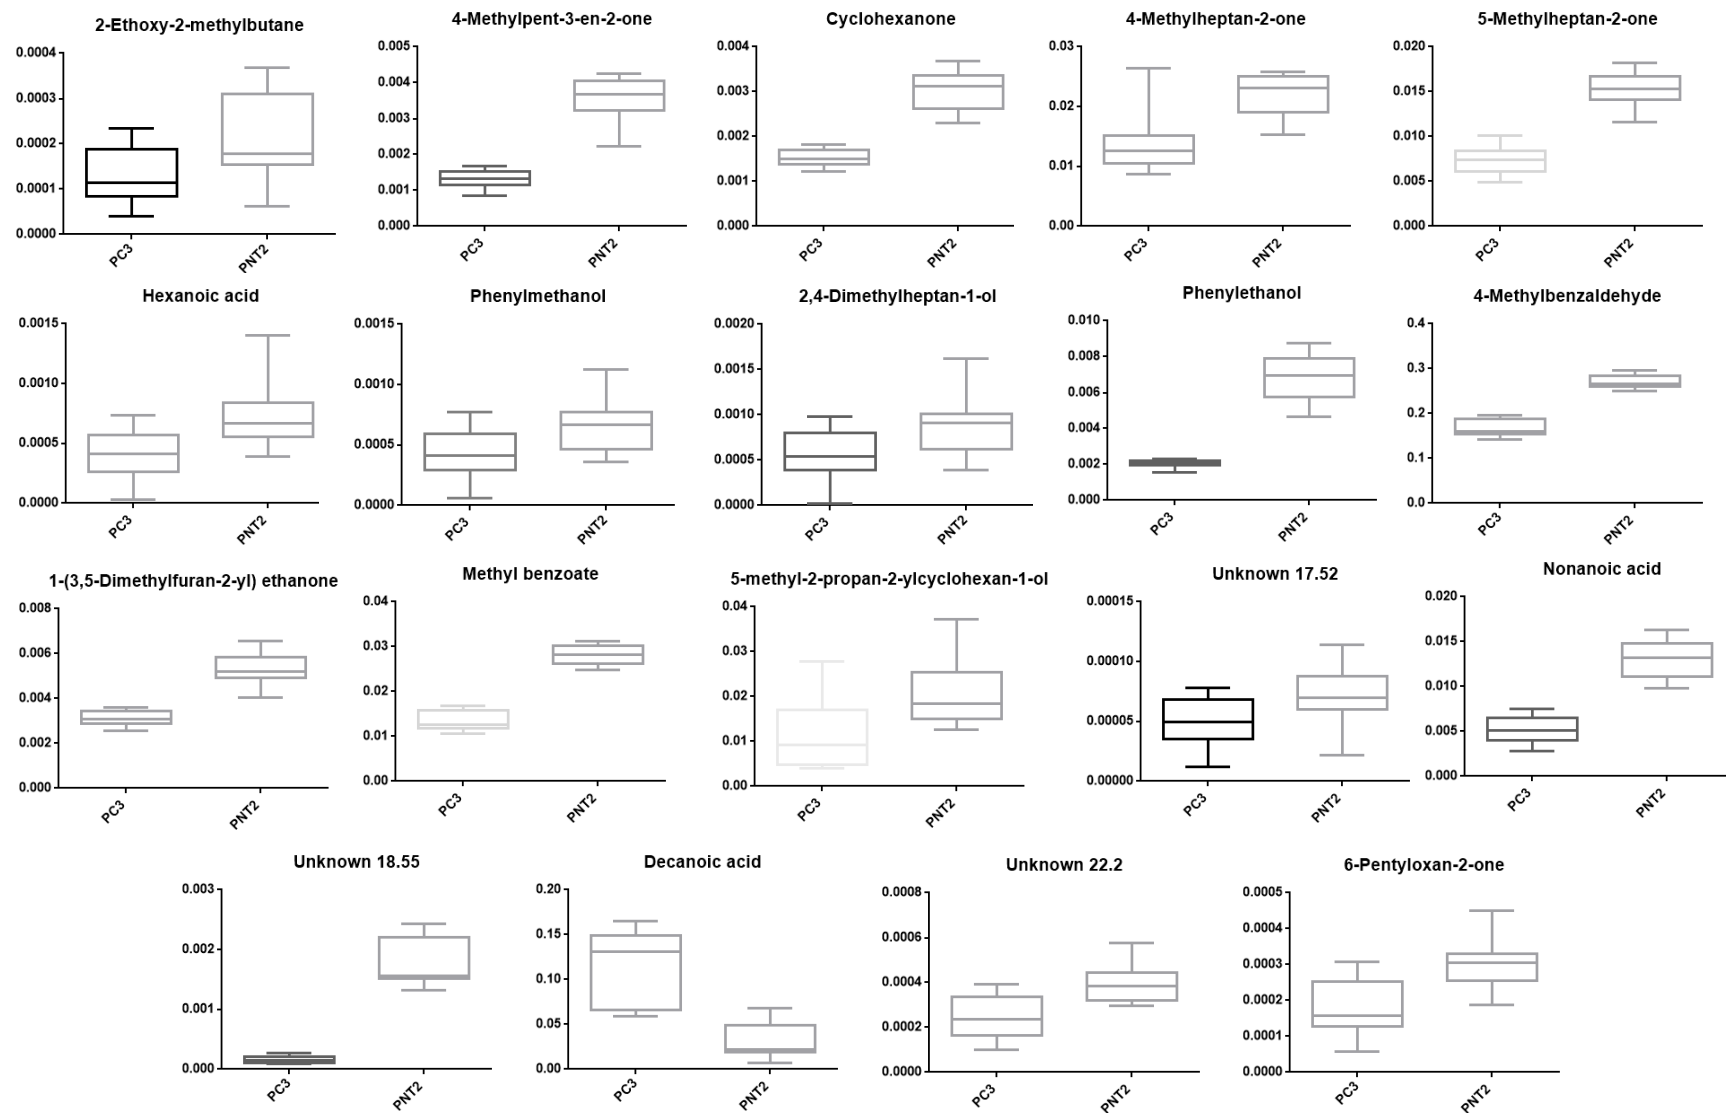 2-Ethoxy-2-methylbutane
0.0004
0.0003
0.0002
0.0001
0.0000
PC3
PNT2
4-Methylpent-3-en-2-one
0.005
0.004
0.003
0.002
0.001
0.000
PC3
PNT2
Cyclohexanone
0.004
0.003
0.002
0.001
0.000
PC3
PNT2
4-Methylheptan-2-one
0.03
0.02
0.01
0.00
PC3
PNT2
5-Methylheptan-2-one
0.020
0.015
0.010
0.005
0.000
PC3
PNT2
Hexanoic acid
0.0015
0.0010
0.0005
0.0000
PC3
PNT2
Phenylmethanol
0.0015
0.0010
0.0005
0.0000
PC3
PNT2
2,4-Dimethylheptan-1-ol
0.0020
0.0015
0.0010
0.0005
0.0000
PC3
PNT2
Phenylethanol
0.010
0.008
0.006
0.004
0.002
0.000
PC3
PNT2
4-Methylbenzaldehyde
0.4
0.3
0.2
0.1
0.0
PC3
PNT2
1-(3,5-Dimethylfuran-2-yl) ethanone
0.008
0.006
0.004
0.002
0.000
PC3
PNT2
Methyl benzoate
0.04
0.03
0.02
0.01
0.00
PC3
PNT2
5-methyl-2-propan-2-ylcyclohexan-1-ol
0.04
0.03
0.02
0.01
0.00
PC3
PNT2
Unknown 17.52
0.00015
0.00010
0.00005
0.00000
PC3
PNT2
Nonanoic acid
0.020
0.015
0.010
0.005
0.000
PC3
PNT2
Unknown 18.55
0.003
0.002
0.001
0.000
PC3
PNT2
Decanoic acid
0.20
0.15
0.10
0.05
0.00
PC3
PNT2
Unknown 22.2
0.0008
0.0006
0.0004
0.0002
0.0000
PC3
PNT2
6-Pentyloxan-2-one
0.0005
0.0004
0.0003
0.0002
0.0001
0.0000
PC3
PNT2